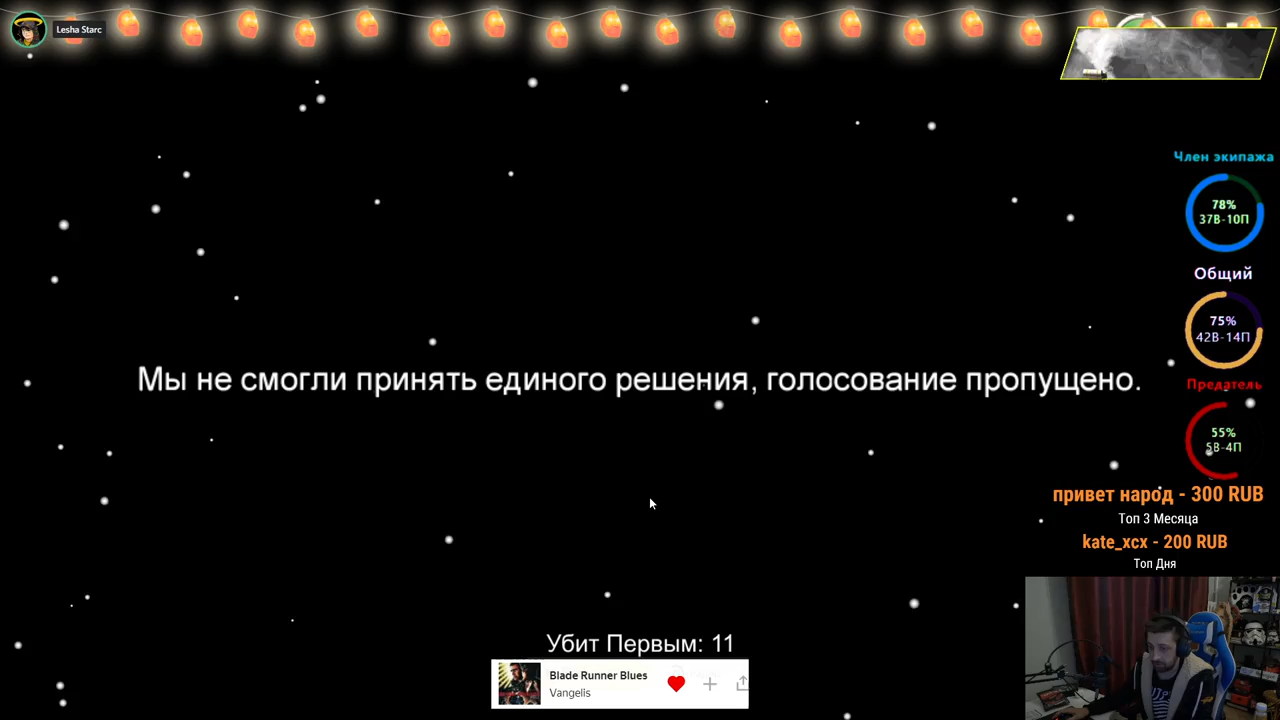 Lesha Starc
Член экипажа
78%
37В-10П
Общий
75%
42В-14П
Мы не смогли принять единого решения, голосование пропущено.
Предатель
55%
5В-4П
привет народ - 300 RUB
Топ 3 Месяца
kate_xcx - 200 RUB
Топ Дня
Убит Первым: 11
Blade Runner Blues
Vangelis